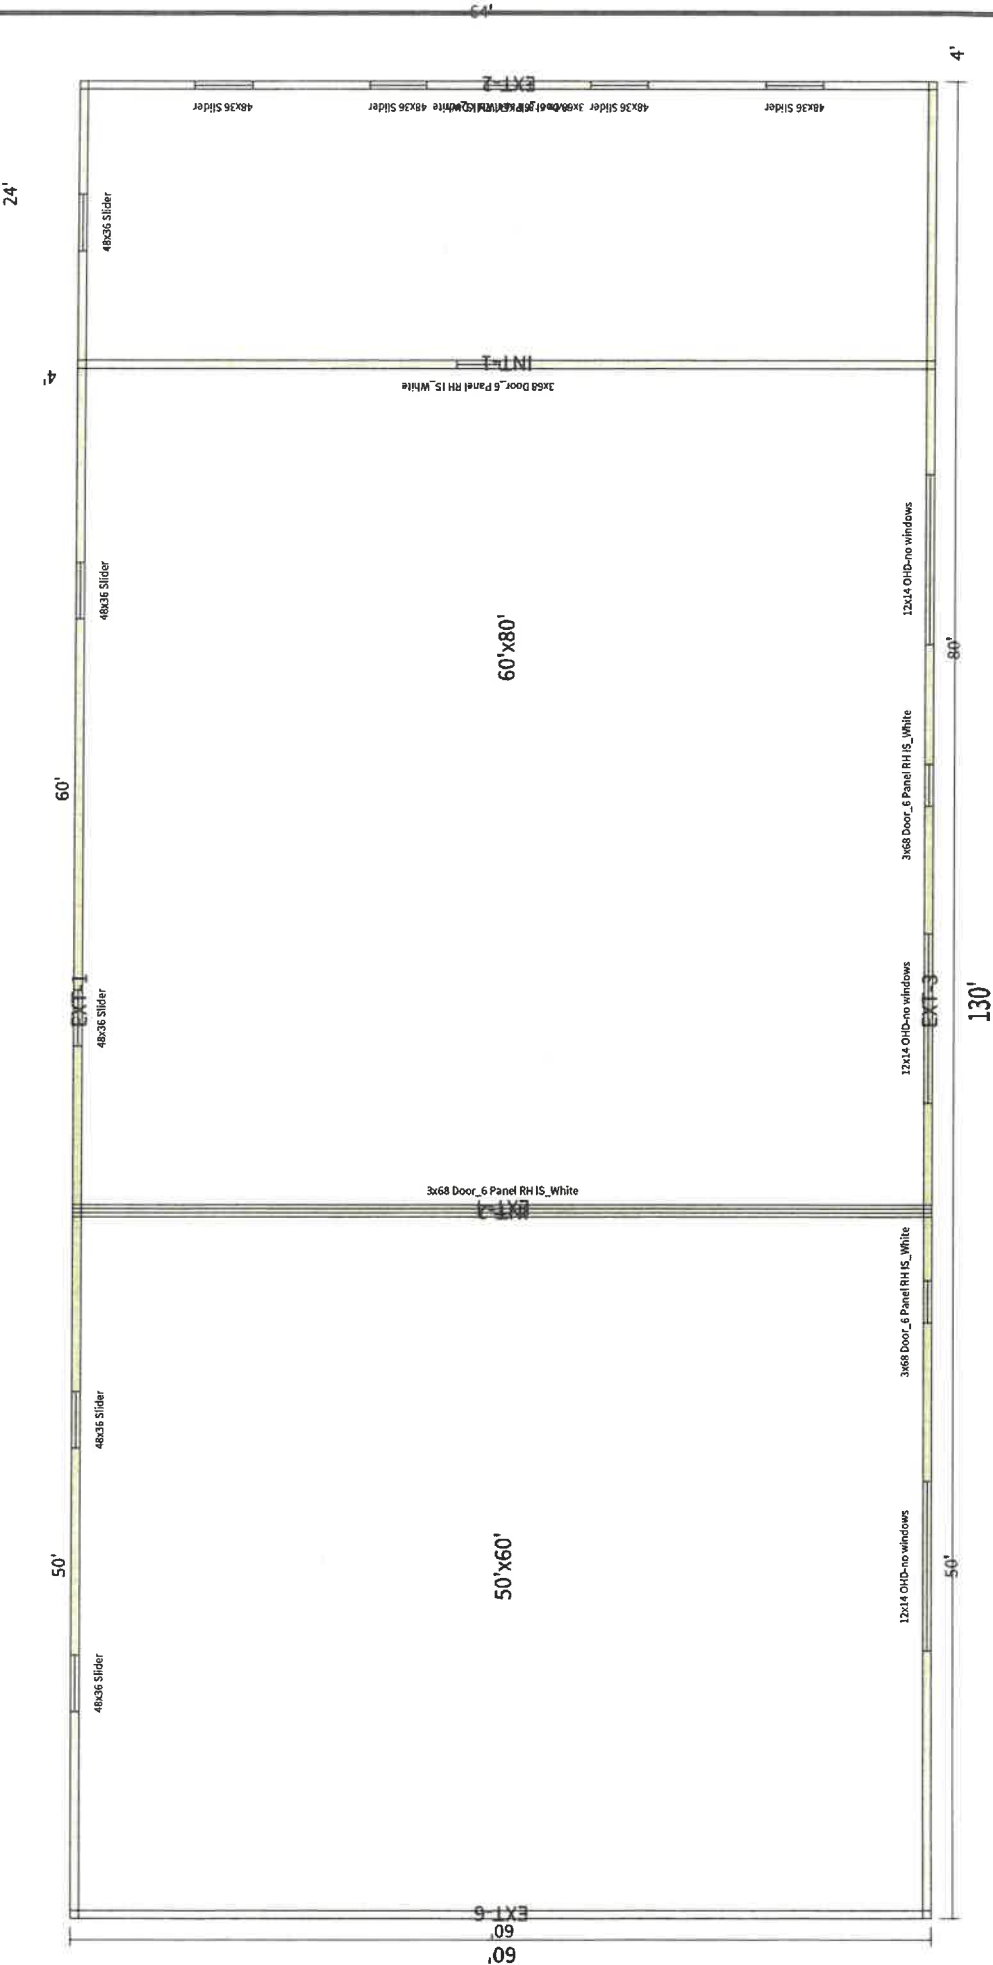 64'
4'
EXT-2
48x36 Slider
48x36 Slider
48x36 Slider
48x36 Slider
24'
48x36 Slider
INT-1
4'
3x68 Door_6 Panel RH IS_White
12x14 OHD-no windows
48x36 Slider
60'x80'
80'
3x68 Door_6 Panel RH IS_White
60'
EXT-1
48x36 Slider
12x14 OHD-no windows
EXT-3
130'
3x68 Door_6 Panel RH IS_White
3x68 Door_6 Panel RH IS_White
48x36 Slider
50'
50'x60'
12x14 OHD-no windows
50'
48x36 Slider
EXT-6
60'
60'